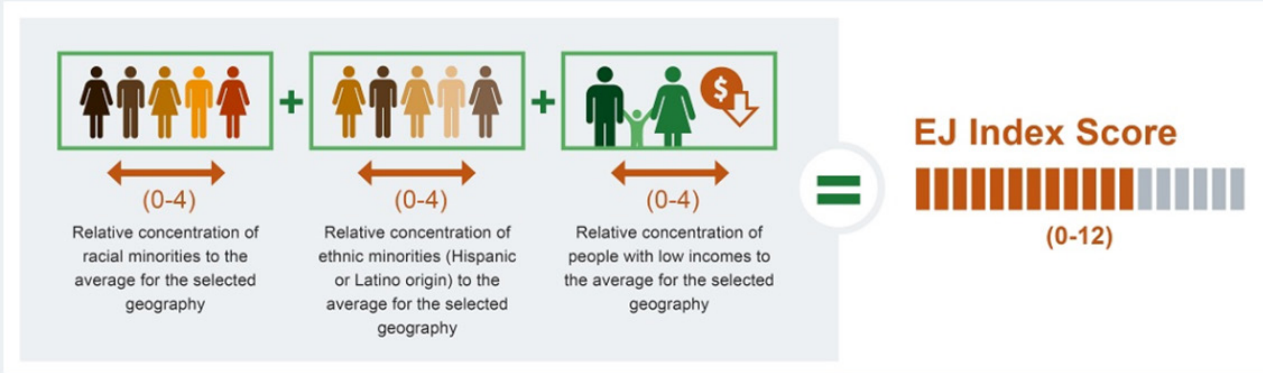 +
+
$
=
EJ Index Score
(0-4)
Relative concentration of
racial minorities to the
average for the selected
geography
(0-4)
Relative concentration of
ethnic minorities (Hispanic
or Latino origin) to the
average for the selected
geography
(0-4)
Relative concentration of
people with low incomes to
the average for the selected
geography
(0-12)